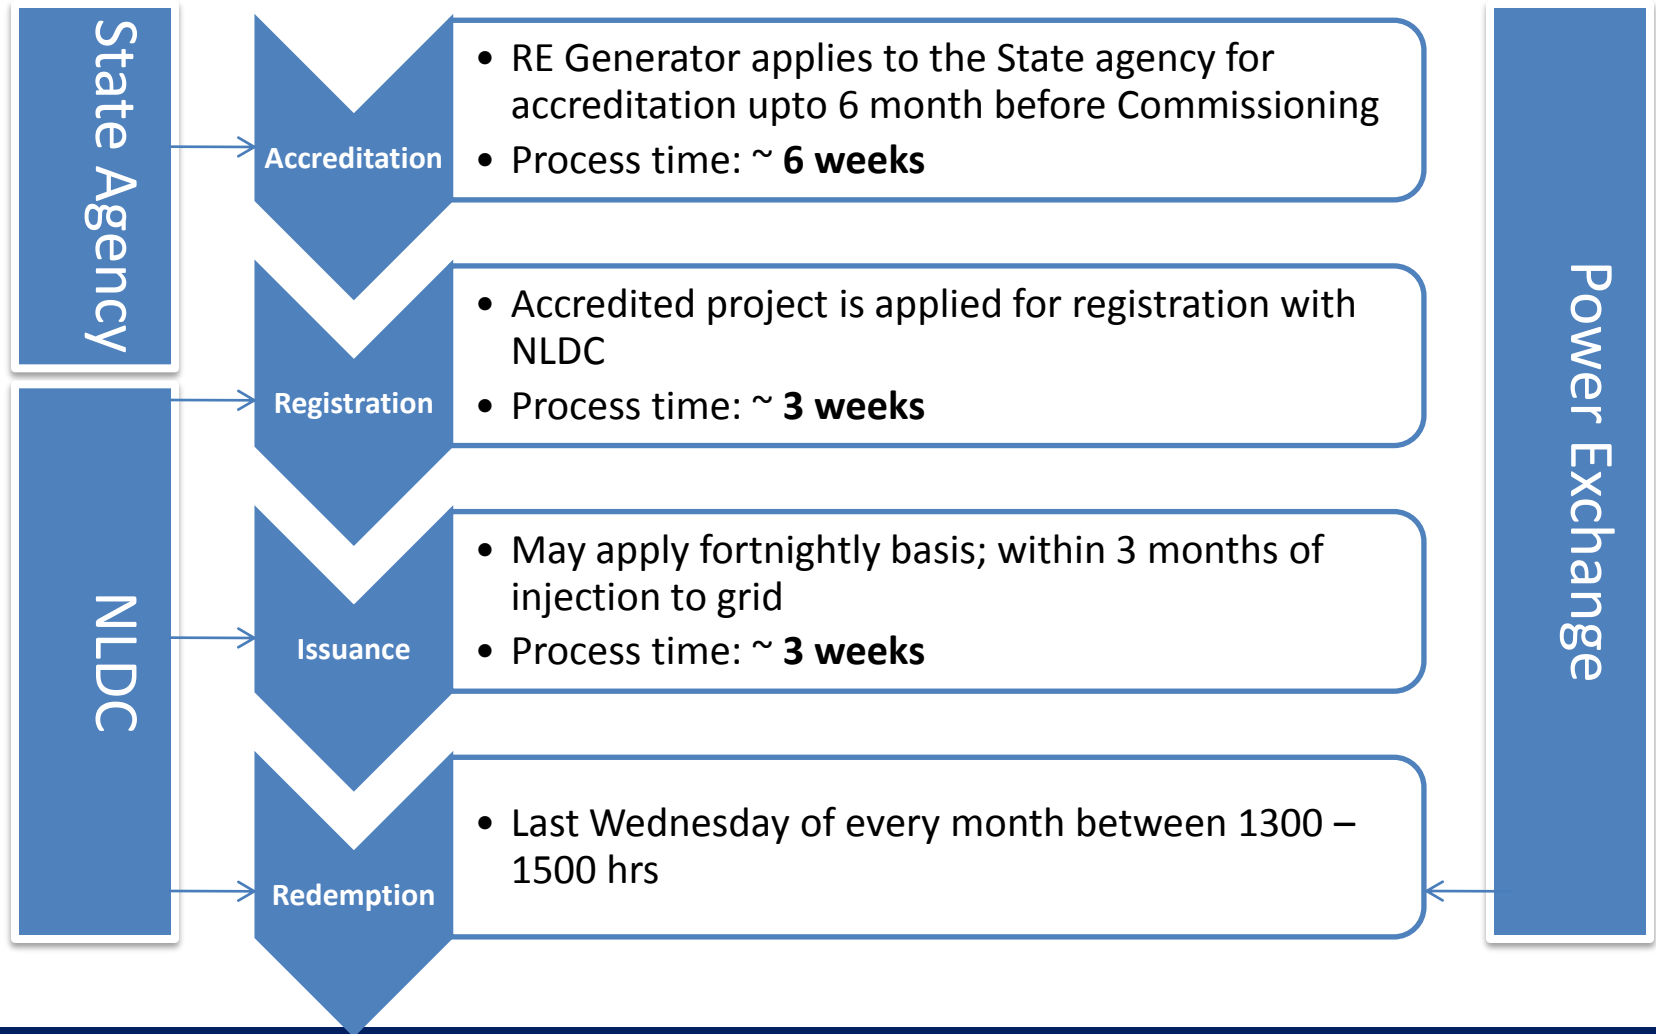 State Agency
Accreditation
• RE Generator applies to the State agency for
accreditation upto 6 month before Commissioning
• Process time: ~ 6 weeks
Registration
• Accredited project is applied for registration with
NLDC
• Process time: ~ 3 weeks
NLDC
Issuance
• May apply fortnightly basis; within 3 months of
injection to grid
• Process time: ~ 3 weeks
Redemption
• Last Wednesday of every month between 1300 –
1500 hrs
Power Exchange